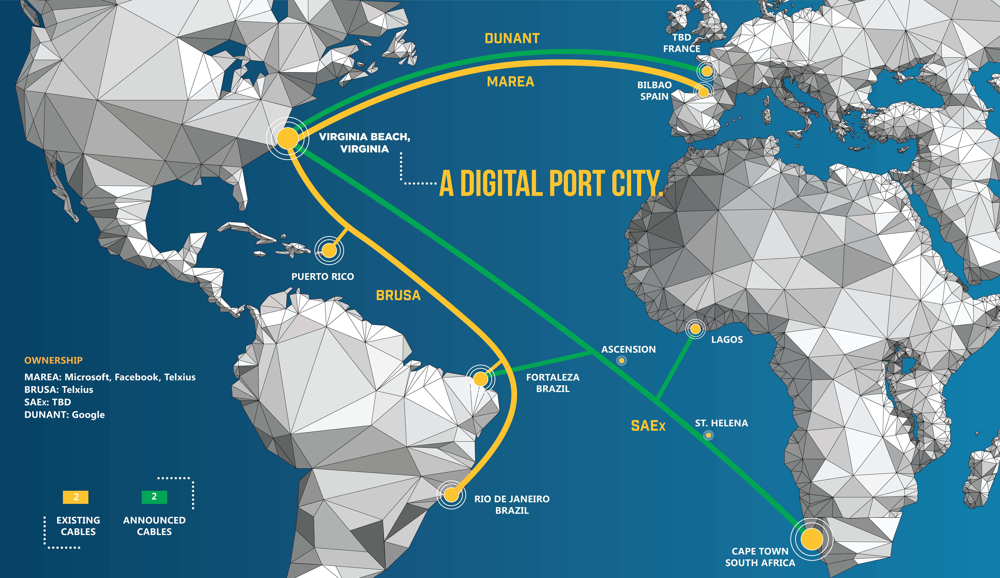 DUNANT
TBD
FRANCE
MAREA
BILBAO
SPAIN
VIRGINIA BEACH,
VIRGINIA
A DIGITAL PORT CITY.
PUERTO RICO
BRUSA
LAGOS
ASCENSION
FORTALEZA
BRAZIL
SAEx
ST. HELENA
OWNERSHIP
MAREA: Microsoft, Facebook, Telxius
BRUSA: Telxius
SAEx: TBD
DUNANT: Google
RIO DE JANEIRO
BRAZIL
2
EXISTING
CABLES
2
ANNOUNCED
CABLES
CAPE TOWN
SOUTH AFRICA